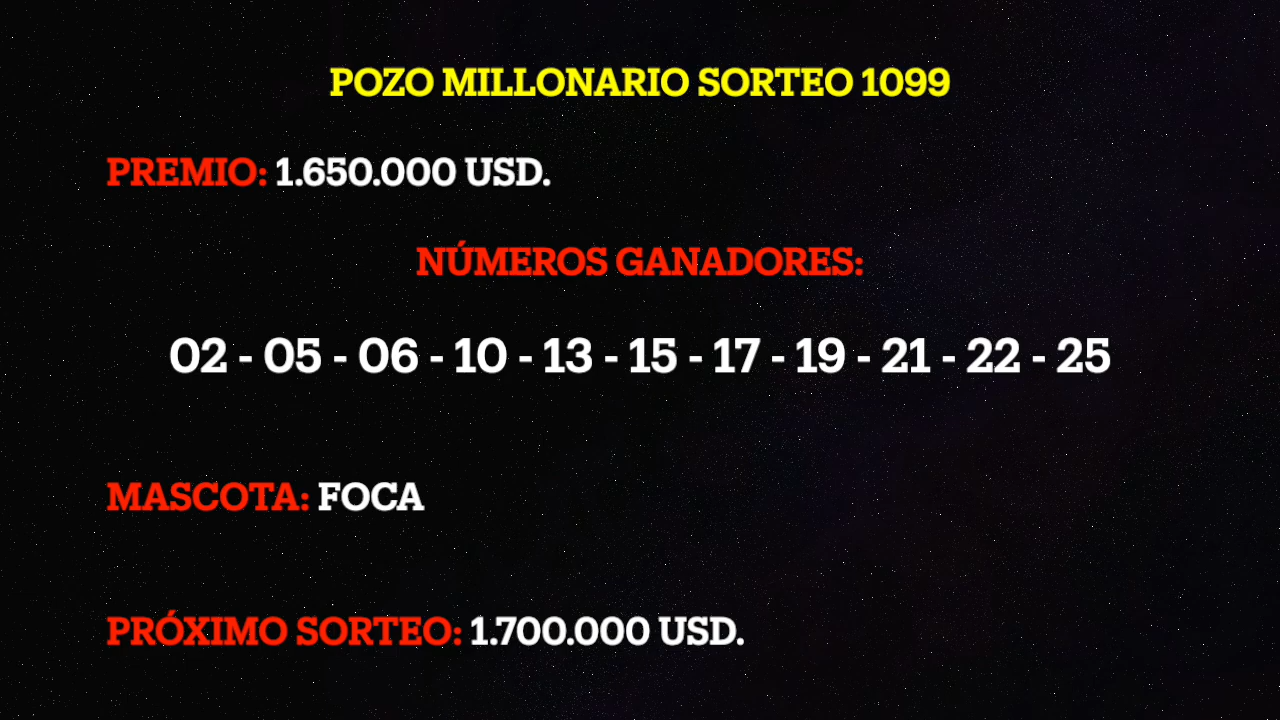 POZO MILLONARIO SORTEO 1099
PREMIO: 1.650.000 USD.
NÚMEROS GANADORES:
02 - 05 - 06 - 10 - 13 - 15 - 17 - 19 - 21 - 22 - 25
MASCOTA: FOCA
PRÓXIMO SORTEO: 1.700.000 USD.